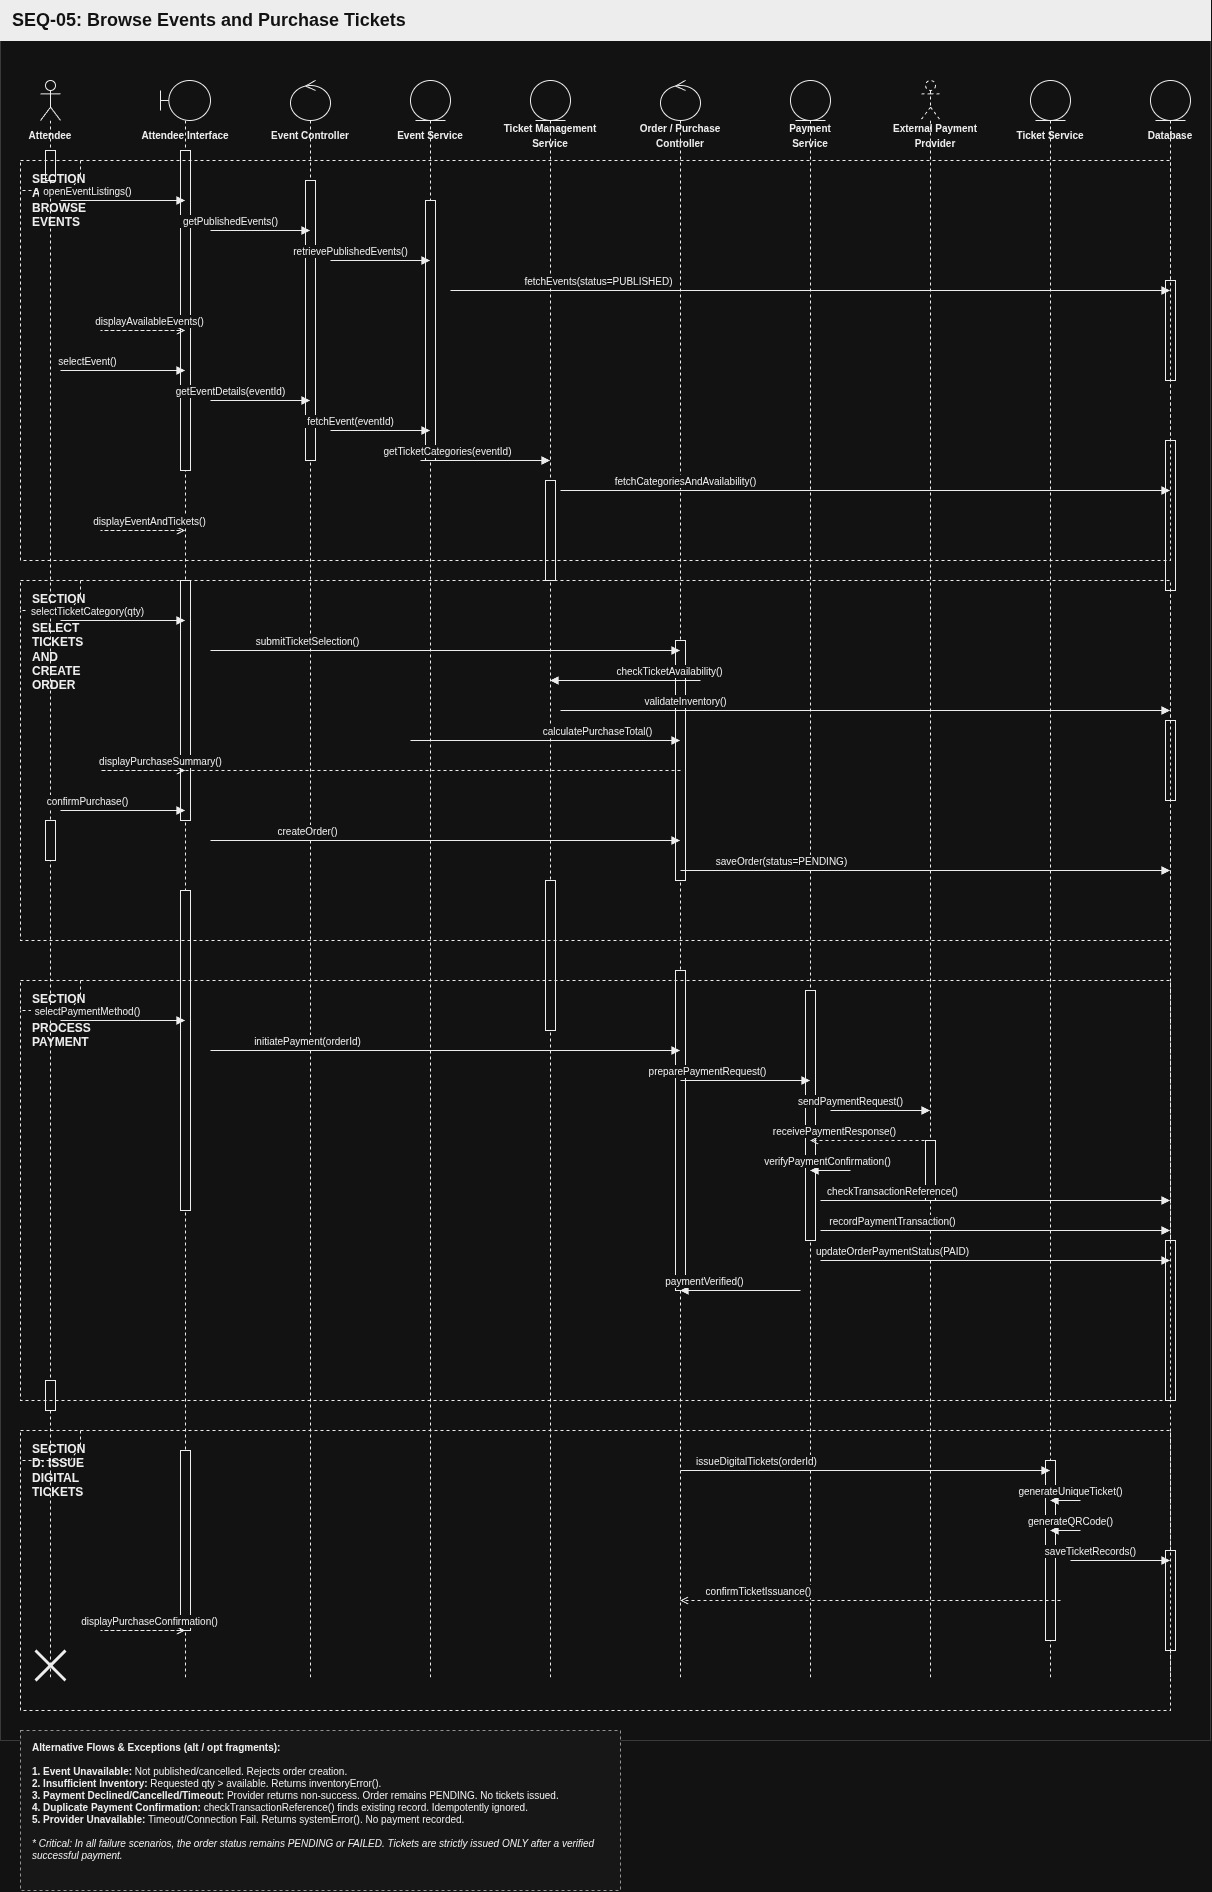 SEQ-05: Browse Events and Purchase Tickets
Attendee
Attendee Interface
Event Controller
Event Service
Ticket Management
Service
Order / Purchase
Controller
Payment
Service
External Payment
Provider
Ticket Service
Database
SECTION
A
BROWSE
EVENTS
openEventListings()
getPublishedEvents()
retrievePublishedEvents()
fetchEvents(status=PUBLISHED)
displayAvailableEvents()
selectEvent()
getEventDetails(eventId)
fetchEvent(eventId)
getTicketCategories(eventId)
fetchCategoriesAndAvailability()
displayEventAndTickets()
SECTION
selectTicketCategory(qty)
SELECT
TICKETS
AND
CREATE
ORDER
submitTicketSelection()
checkTicketAvailability()
validateInventory()
calculatePurchaseTotal()
displayPurchaseSummary()
confirmPurchase()
createOrder()
saveOrder(status=PENDING)
SECTION
selectPaymentMethod()
PROCESS
PAYMENT
initiatePayment(orderId)
preparePaymentRequest()
sendPaymentRequest()
receivePaymentResponse()
verifyPaymentConfirmation()
checkTransactionReference()
recordPaymentTransaction()
updateOrderPaymentStatus(PAID)
paymentVerified()
SECTION
D: ISSUE
DIGITAL
TICKETS
issueDigitalTickets(orderId)
generateUniqueTicket()
generateQRCode()
saveTicketRecords()
confirmTicketIssuance()
displayPurchaseConfirmation()
Alternative Flows & Exceptions (alt / opt fragments):
1. Event Unavailable: Not published/cancelled. Rejects order creation.
2. Insufficient Inventory: Requested qty > available. Returns inventoryError().
3. Payment Declined/Cancelled/Timeout: Provider returns non-success. Order remains PENDING. No tickets issued.
4. Duplicate Payment Confirmation: checkTransactionReference() finds existing record. Idempotently ignored.
5. Provider Unavailable: Timeout/Connection Fail. Returns systemError(). No payment recorded.
* Critical: In all failure scenarios, the order status remains PENDING or FAILED. Tickets are strictly issued ONLY after a verified
successful payment.